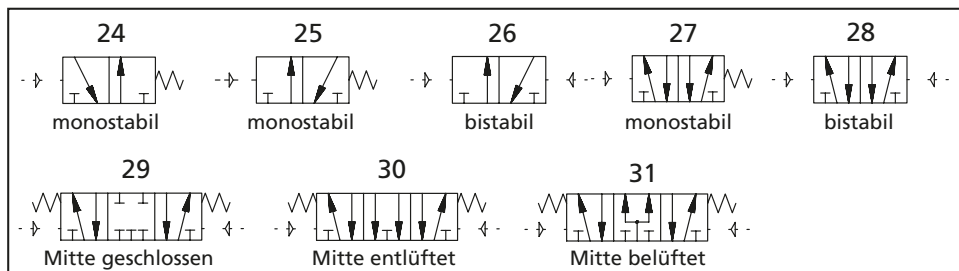 24 25 26 27 28
monostabil monostabil bistabil monostabil bistabil
29 30 31
Mitte geschlossen Mitte entlüftet Mitte belüftet